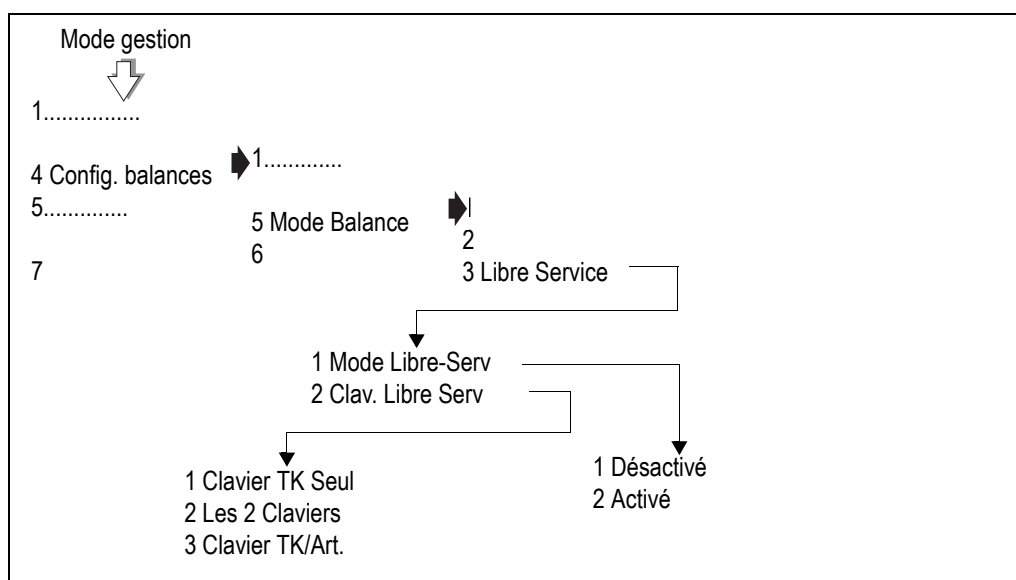 Mode gestion
1................
4 Config. balances
5..............
7
1.............
5 Mode Balance
6
|
2
3 Libre Service
1 Mode Libre-Serv
2 Clav. Libre Serv
1 Clavier TK Seul
2 Les 2 Claviers
3 Clavier TK/Art.
1 Désactivé
2 Activé